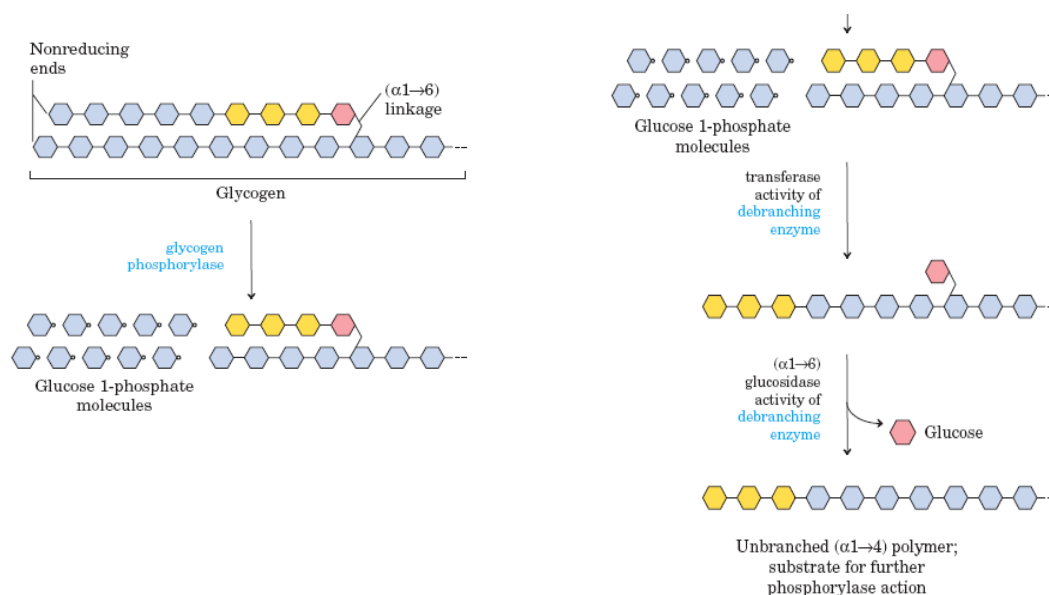 Nonreducing
ends
(α1→6)
linkage
Glycogen
glycogen
phosphorylase
Glucose 1-phosphate
molecules
Glucose 1-phosphate
molecules
transferase
activity of
debranching
enzyme
(α1→6)
glucosidase
activity of
debranching
enzyme
Glucose
Unbranched (α1→4) polymer;
substrate for further
phosphorylase action